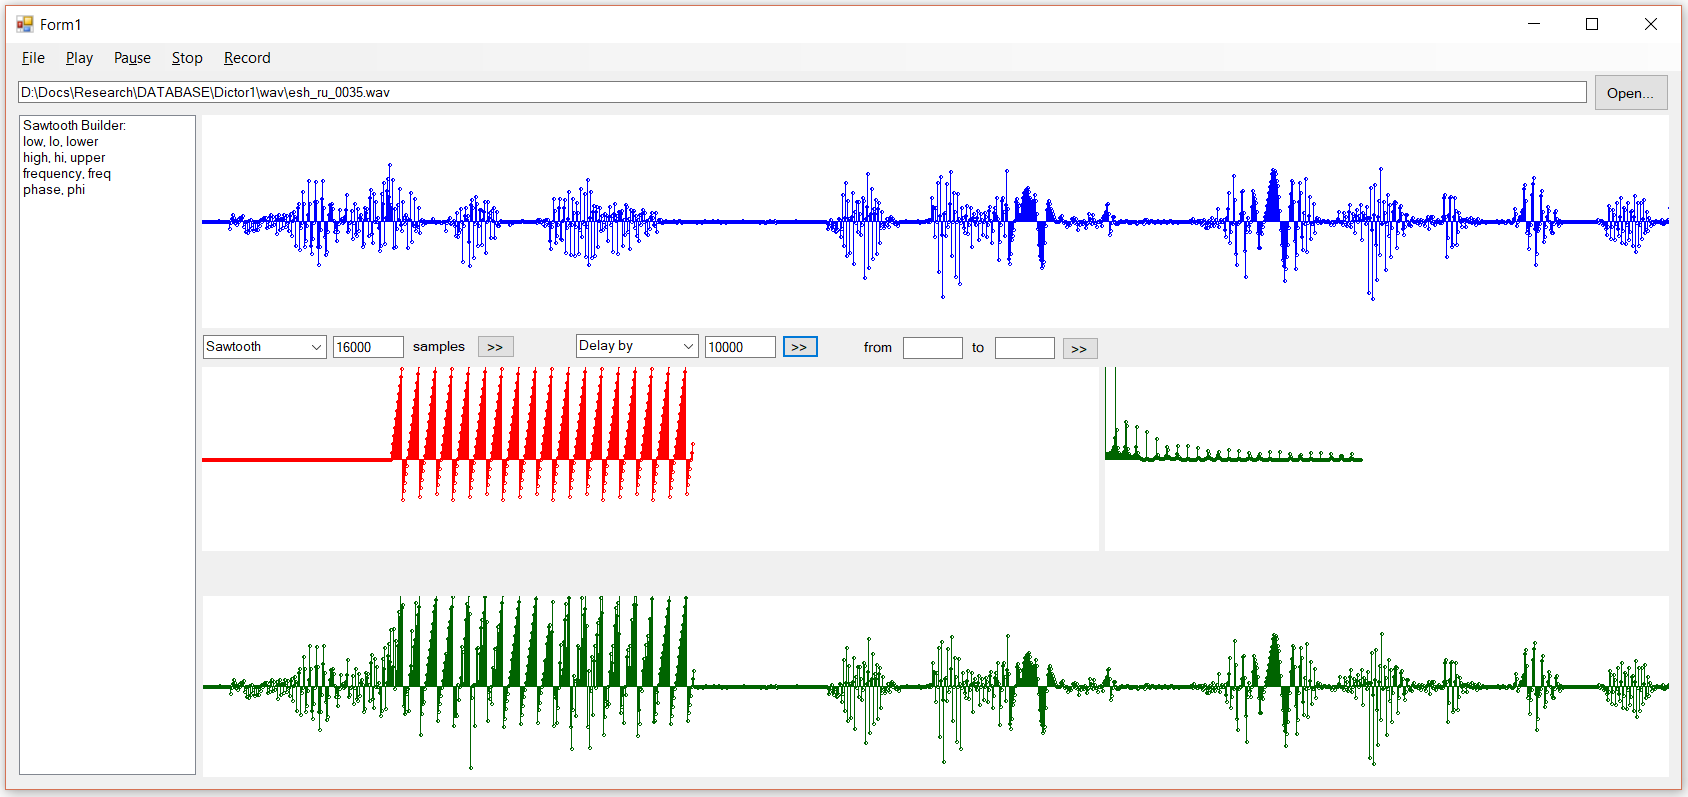 Form1
File Play Pause Stop Record
D:\Docs\Research\DATABASE\Dictor1\wav\esh_ru_0035.wav
Open...
Sawtooth Builder:
low, lo, lower
high, hi, upper
frequency, freq
phase, phi
Sawtooth 16000 samples >> Delay by 10000 >> from to >>